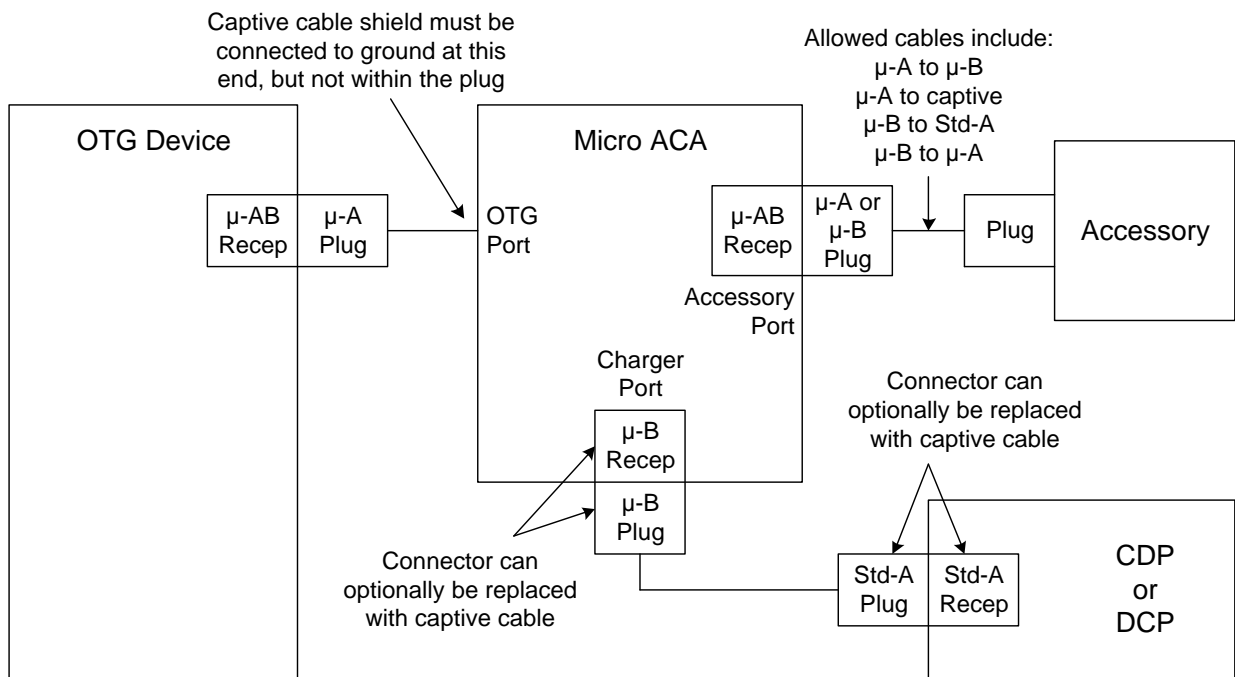 Captive cable shield must be
connected to ground at this
end, but not within the plug
Allowed cables include:
µ-A to µ-B
µ-A to captive
µ-B to Std-A
µ-B to µ-A
OTG Device
µ-AB
Recep
µ-A
Plug
Micro ACA
OTG
Port
µ-AB
Recep
µ-A or
µ-B
Plug
Accessory
Port
Plug
Accessory
Charger
Port
µ-B
Recep
µ-B
Plug
Connector can
optionally be replaced
with captive cable
Connector can
optionally be replaced
with captive cable
Std-A
Plug
Std-A
Recep
CDP
or
DCP